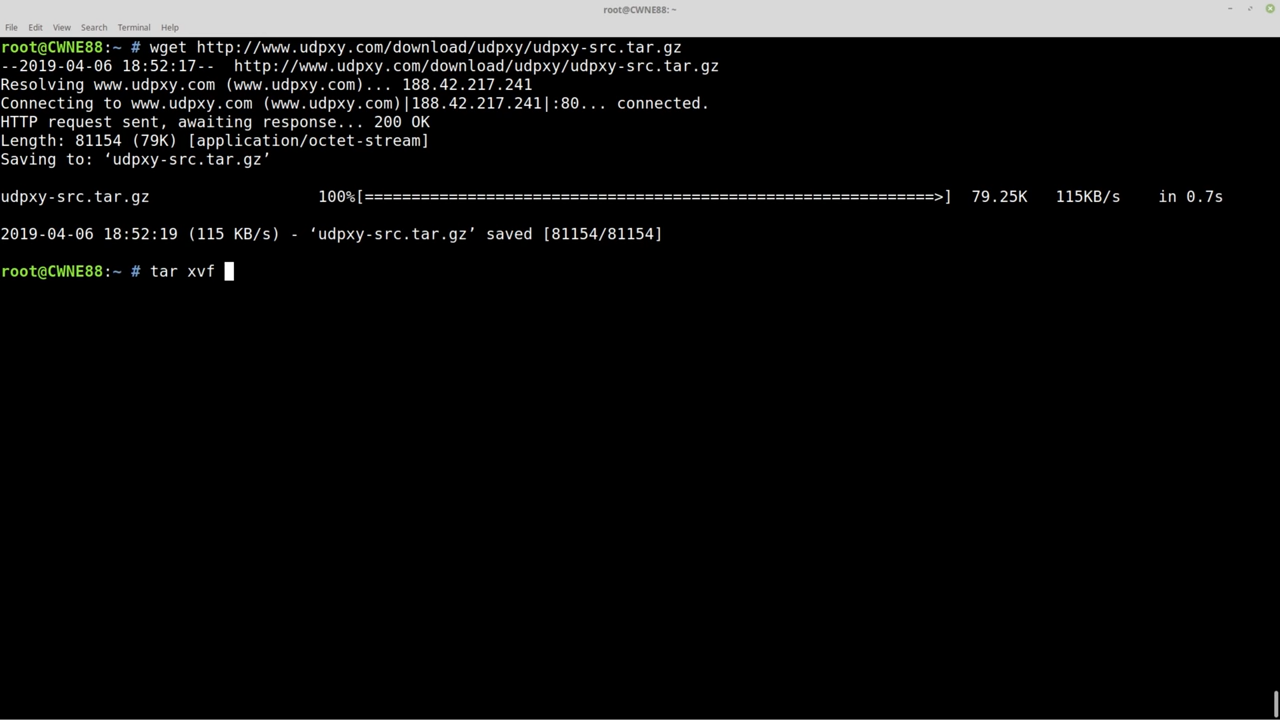 root@CWNE88: ~
File Edit View Search Terminal Help
root@CWNE88:~ # wget http://www.udpxy.com/download/udpxy/udpxy-src.tar.gz
--2019-04-06 18:52:17--  http://www.udpxy.com/download/udpxy/udpxy-src.tar.gz
Resolving www.udpxy.com (www.udpxy.com)... 188.42.217.241
Connecting to www.udpxy.com (www.udpxy.com)|188.42.217.241|:80... connected.
HTTP request sent, awaiting response... 200 OK
Length: 81154 (79K) [application/octet-stream]
Saving to: ‘udpxy-src.tar.gz’
udpxy-src.tar.gz 100%[=============================================================>] 79.25K 115KB/s in 0.7s
2019-04-06 18:52:19 (115 KB/s) - ‘udpxy-src.tar.gz’ saved [81154/81154]
root@CWNE88:~ # tar xvf